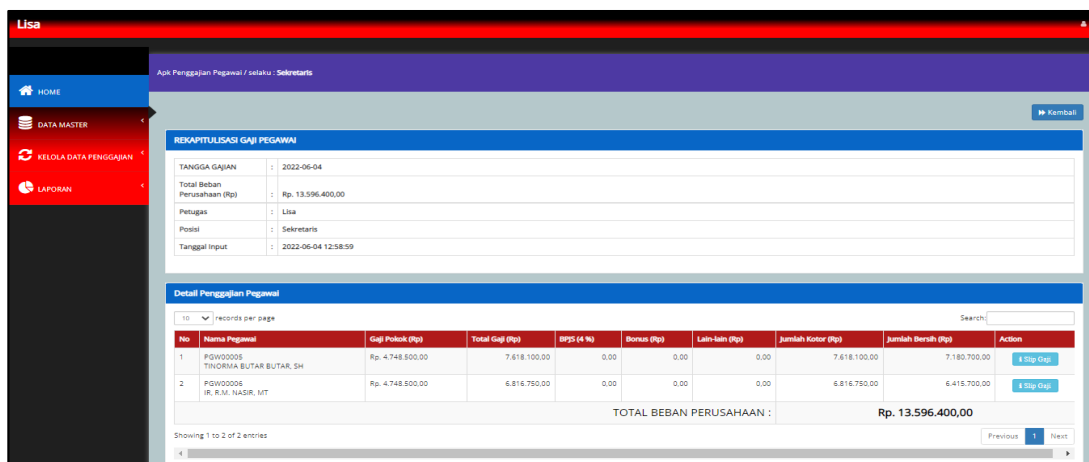 Lisa
Apk Penggajian Pegawai / selaku : Sekretaris
HOME
DATA MASTER
KELOLA DATA PENGGAJIAN
LAPORAN
Kembali
REKAPITULISASI GAJI PEGAWAI
TANGGA GAJIAN : 2022-06-04
Total Beban
Perusahaan (Rp) : Rp. 13.596.400,00
Petugas : Lisa
Posisi : Sekretaris
Tanggal Input : 2022-06-04 12:58:59
Detail Penggajian Pegawai
10 records per page Search:
No Nama Pegawai Gaji Pokok (Rp) Total Gaji (Rp) BPJS (4 %) Bonus (Rp) Lain-lain (Rp) Jumlah Kotor (Rp) Jumlah Bersih (Rp) Action
1 PGW00005 Rp. 4.748.500,00 7.618.100,00 0,00 0,00 0,00 7.618.100,00 7.180.700,00 Slip Gaji
TINORMA BUTAR BUTAR, SH
2 PGW00006 Rp. 4.748.500,00 6.816.750,00 0,00 0,00 0,00 6.816.750,00 6.415.700,00 Slip Gaji
IR, R.M. NASIR, MT
TOTAL BEBAN PERUSAHAAN : Rp. 13.596.400,00
Showing 1 to 2 of 2 entries Previous 1 Next